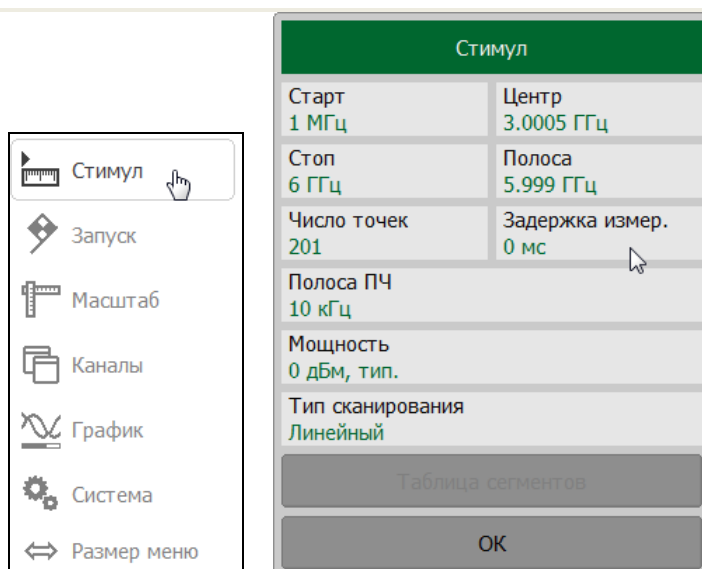 Стимул
Запуск
Масштаб
Каналы
График
Система
Размер меню
Стимул
Старт
1 МГц
Центр
3.0005 ГГц
Стоп
6 ГГц
Полоса
5.999 ГГц
Число точек
201
Задержка измер.
0 мс
Полоса ПЧ
10 кГц
Мощность
0 дБм, тип.
Тип сканирования
Линейный
Таблица сегментов
ОК